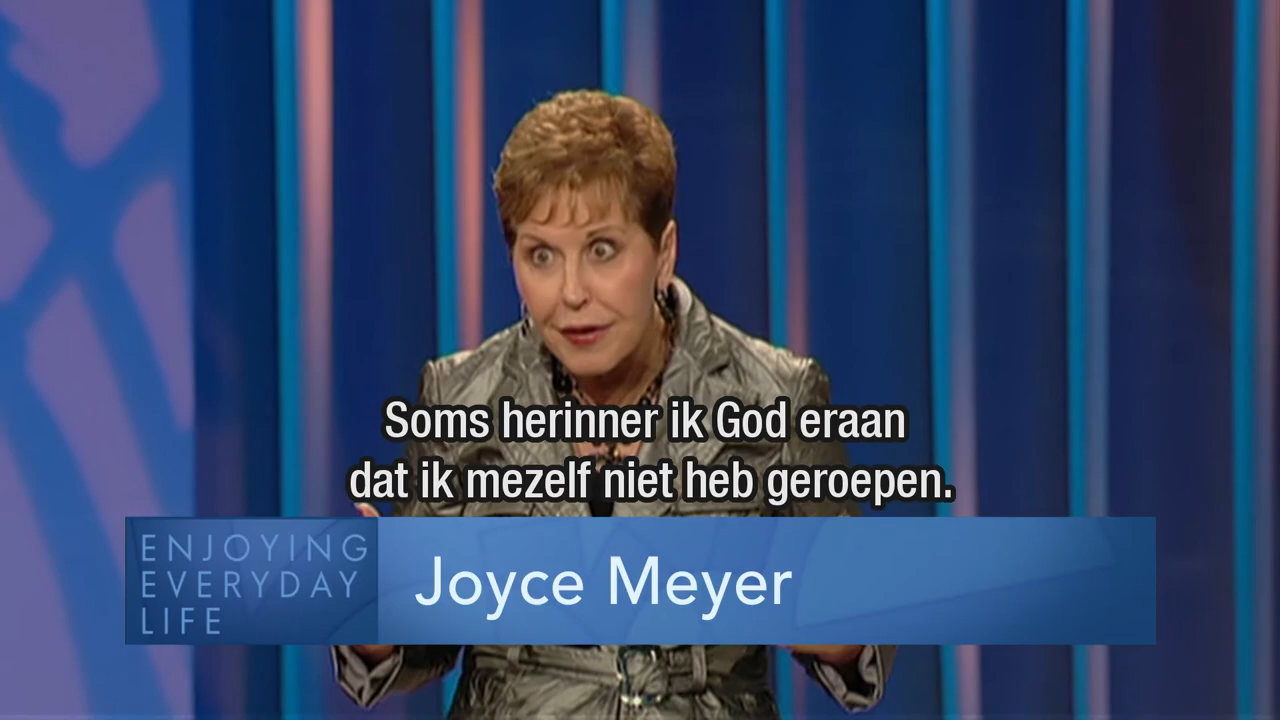 Soms herinner ik God eraan
dat ik mezelf niet heb geroepen.
ENJOYING
EVERYDAY
LIFE
Joyce Meyer